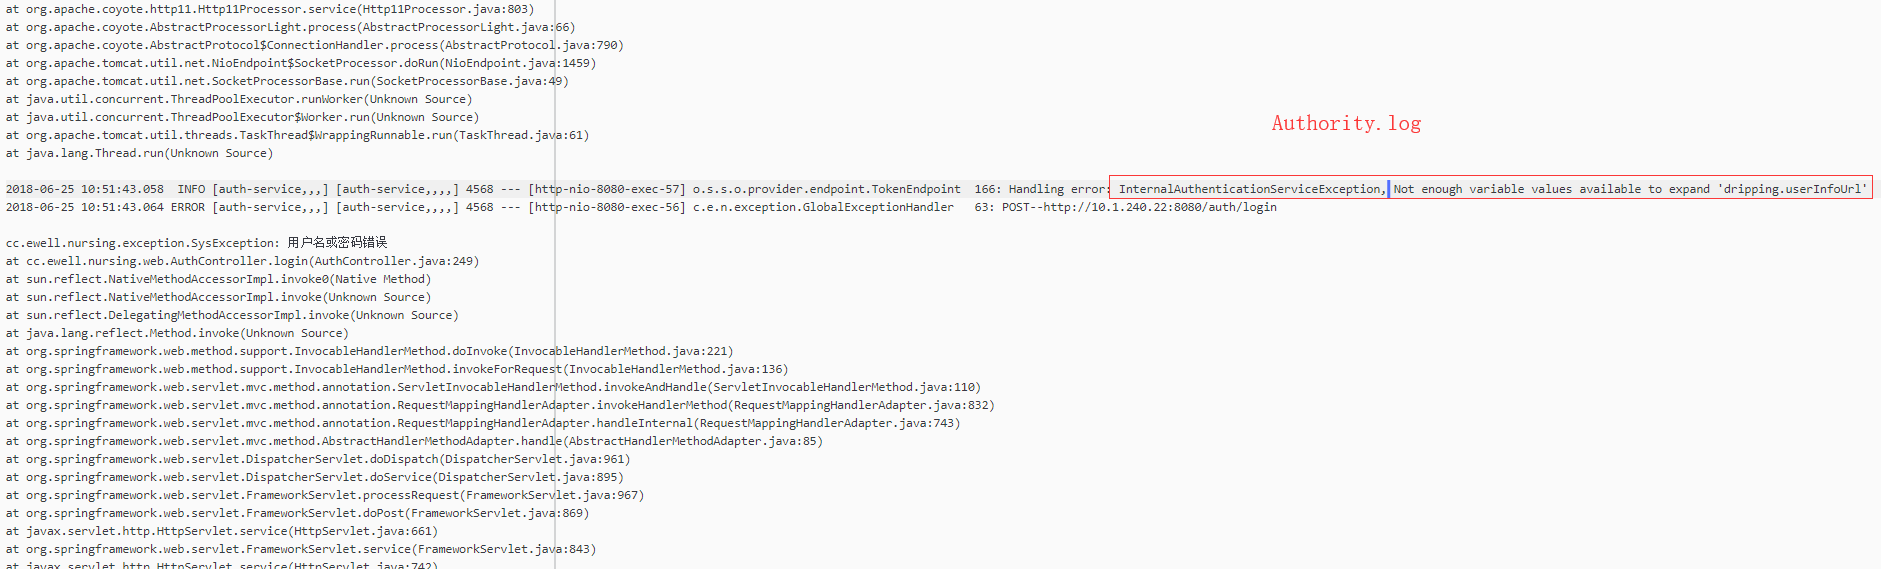 at org.apache.coyote.http11.Http11Processor.service(Http11Processor.java:803)
at org.apache.coyote.AbstractProcessorLight.process(AbstractProcessorLight.java:66)
at org.apache.coyote.AbstractProtocol$ConnectionHandler.process(AbstractProtocol.java:790)
at org.apache.tomcat.util.net.NioEndpoint$SocketProcessor.doRun(NioEndpoint.java:1459)
at org.apache.tomcat.util.net.SocketProcessorBase.run(SocketProcessorBase.java:49)
at java.util.concurrent.ThreadPoolExecutor.runWorker(Unknown Source)
at java.util.concurrent.ThreadPoolExecutor$Worker.run(Unknown Source)
Authority.log
at org.apache.tomcat.util.threads.TaskThread$WrappingRunnable.run(TaskThread.java:61)
at java.lang.Thread.run(Unknown Source)
2018-06-25 10:51:43.058  INFO [auth-service,,,] [auth-service,,,,] 4568 --- [http-nio-8080-exec-57] o.s.s.o.provider.endpoint.TokenEndpoint  166: Handling error: InternalAuthenticationServiceException, Not enough variable values available to expand 'dripping.userInfoUrl'
2018-06-25 10:51:43.064 ERROR [auth-service,,,] [auth-service,,,,] 4568 --- [http-nio-8080-exec-56] c.e.n.exception.GlobalExceptionHandler   63: POST--http://10.1.240.22:8080/auth/login
cc.ewell.nursing.exception.SysException: 用户名或密码错误
at cc.ewell.nursing.web.AuthController.login(AuthController.java:249)
at sun.reflect.NativeMethodAccessorImpl.invoke0(Native Method)
at sun.reflect.NativeMethodAccessorImpl.invoke(Unknown Source)
at sun.reflect.DelegatingMethodAccessorImpl.invoke(Unknown Source)
at java.lang.reflect.Method.invoke(Unknown Source)
at org.springframework.web.method.support.InvocableHandlerMethod.doInvoke(InvocableHandlerMethod.java:221)
at org.springframework.web.method.support.InvocableHandlerMethod.invokeForRequest(InvocableHandlerMethod.java:136)
at org.springframework.web.servlet.mvc.method.annotation.ServletInvocableHandlerMethod.invokeAndHandle(ServletInvocableHandlerMethod.java:110)
at org.springframework.web.servlet.mvc.method.annotation.RequestMappingHandlerAdapter.invokeHandlerMethod(RequestMappingHandlerAdapter.java:832)
at org.springframework.web.servlet.mvc.method.annotation.RequestMappingHandlerAdapter.handleInternal(RequestMappingHandlerAdapter.java:743)
at org.springframework.web.servlet.mvc.method.AbstractHandlerMethodAdapter.handle(AbstractHandlerMethodAdapter.java:85)
at org.springframework.web.servlet.DispatcherServlet.doDispatch(DispatcherServlet.java:961)
at org.springframework.web.servlet.DispatcherServlet.doService(DispatcherServlet.java:895)
at org.springframework.web.servlet.FrameworkServlet.processRequest(FrameworkServlet.java:967)
at org.springframework.web.servlet.FrameworkServlet.doPost(FrameworkServlet.java:869)
at javax.servlet.http.HttpServlet.service(HttpServlet.java:661)
at org.springframework.web.servlet.FrameworkServlet.service(FrameworkServlet.java:843)
at javax.servlet.http.HttpServlet.service(HttpServlet.java:742)